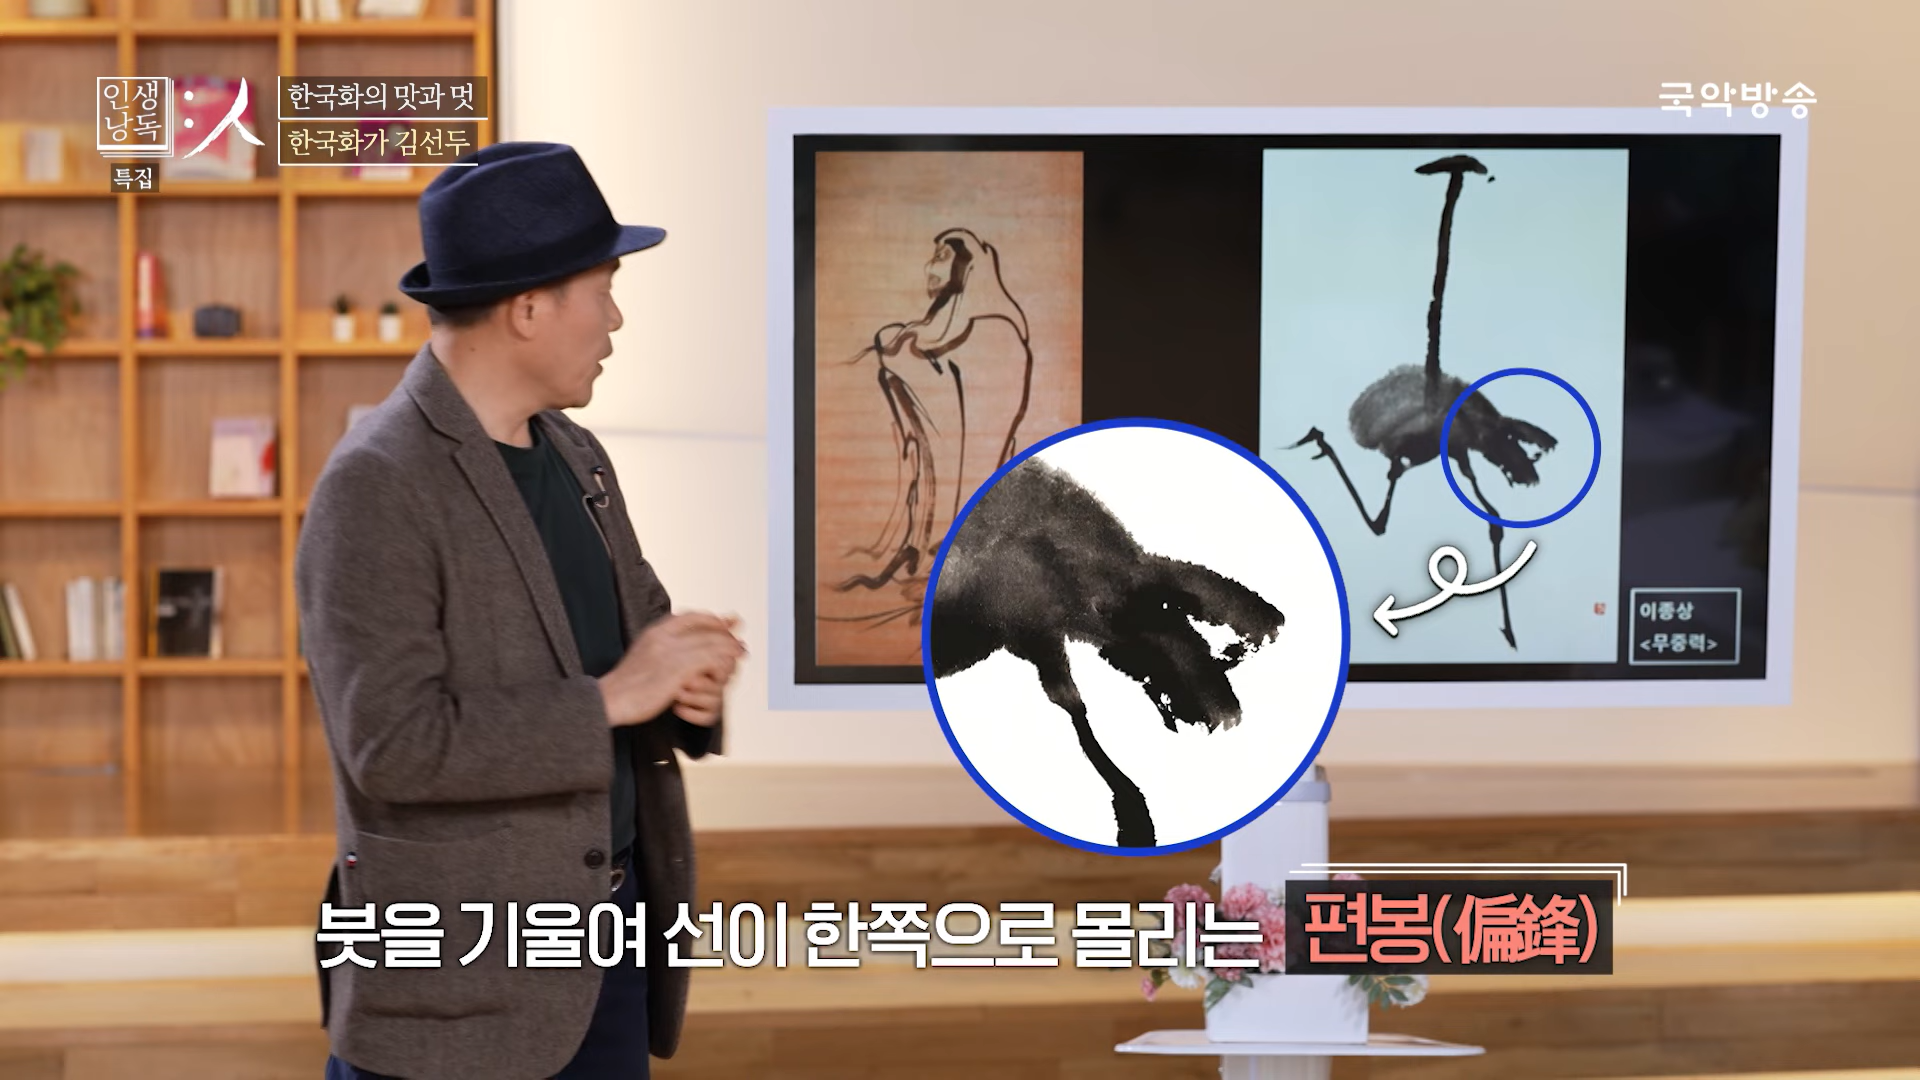 인생
낭독
:人
특집
한국화의 맛과 멋
한국화가 김선두
국악방송
이종상
<무중력>
붓을 기울여 선이 한쪽으로 몰리는 편봉(偏鋒)